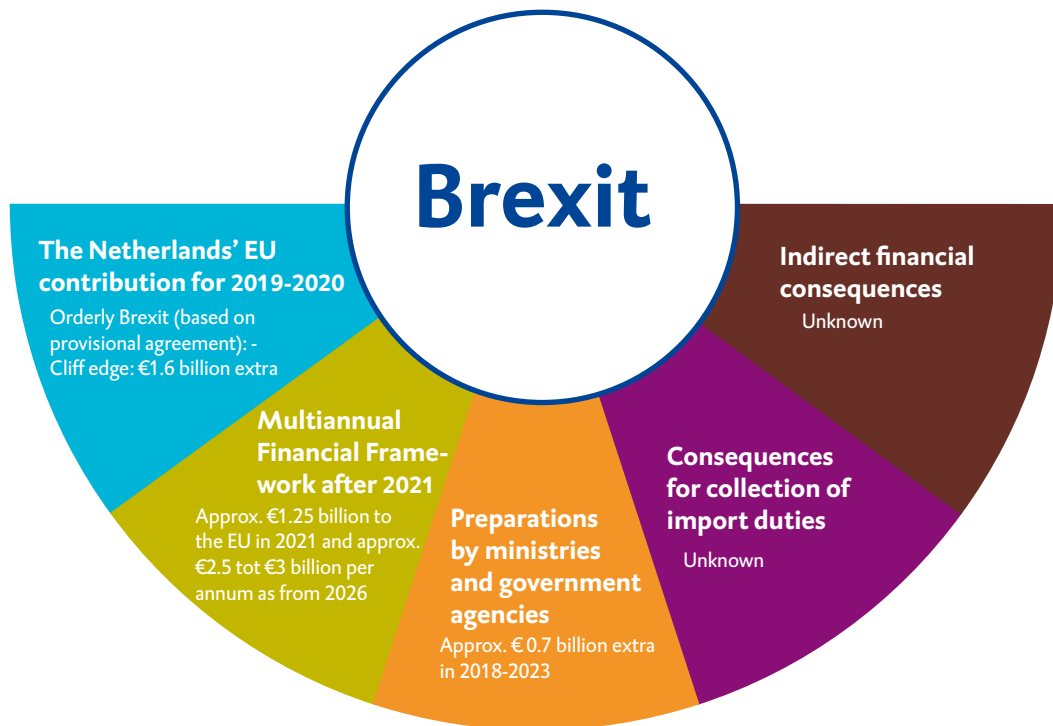 Brexit
The Netherlands’ EU
contribution for 2019-2020
Orderly Brexit (based on
provisional agreement): -
Cliff edge: €1.6 billion extra
Multiannual
Financial Frame-
work after 2021
Approx. €1.25 billion to
the EU in 2021 and approx.
€2.5 tot €3 billion per
annum as from 2026
Preparations
by ministries
and government
agencies
Approx. € 0.7 billion extra
in 2018-2023
Consequences
for collection of
import duties
Unknown
Indirect financial
consequences
Unknown